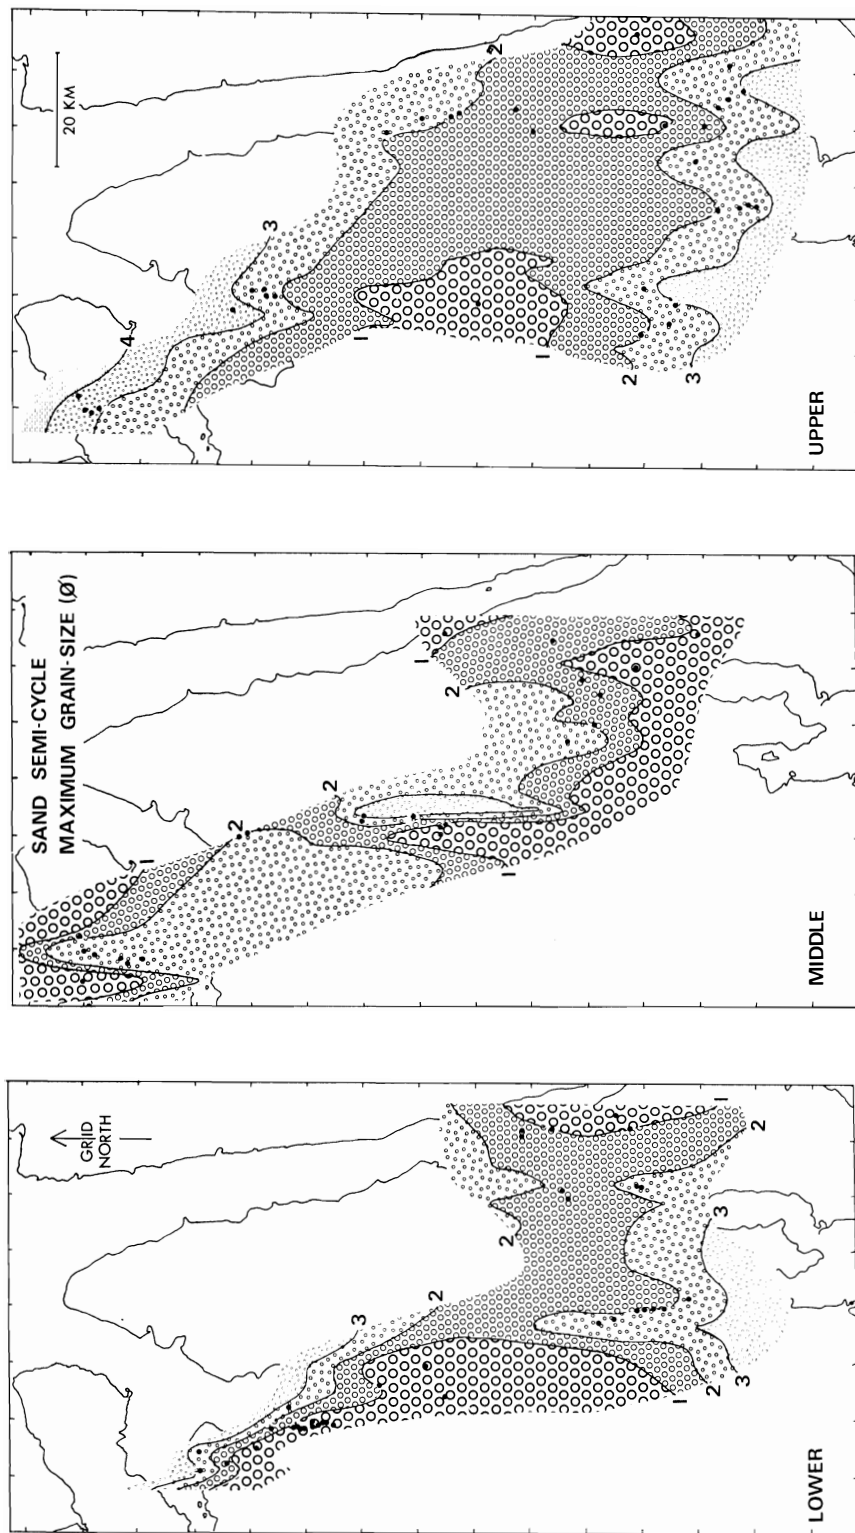 20 KM
2
3
4
1
1
2
3
UPPER
SAND SEMI-CYCLE
MAXIMUM GRAIN-SIZE (Ø)
1
2
2
2
1
1
MIDDLE
GRID
NORTH
3
2
2
1
2
3
1
2
3
LOWER